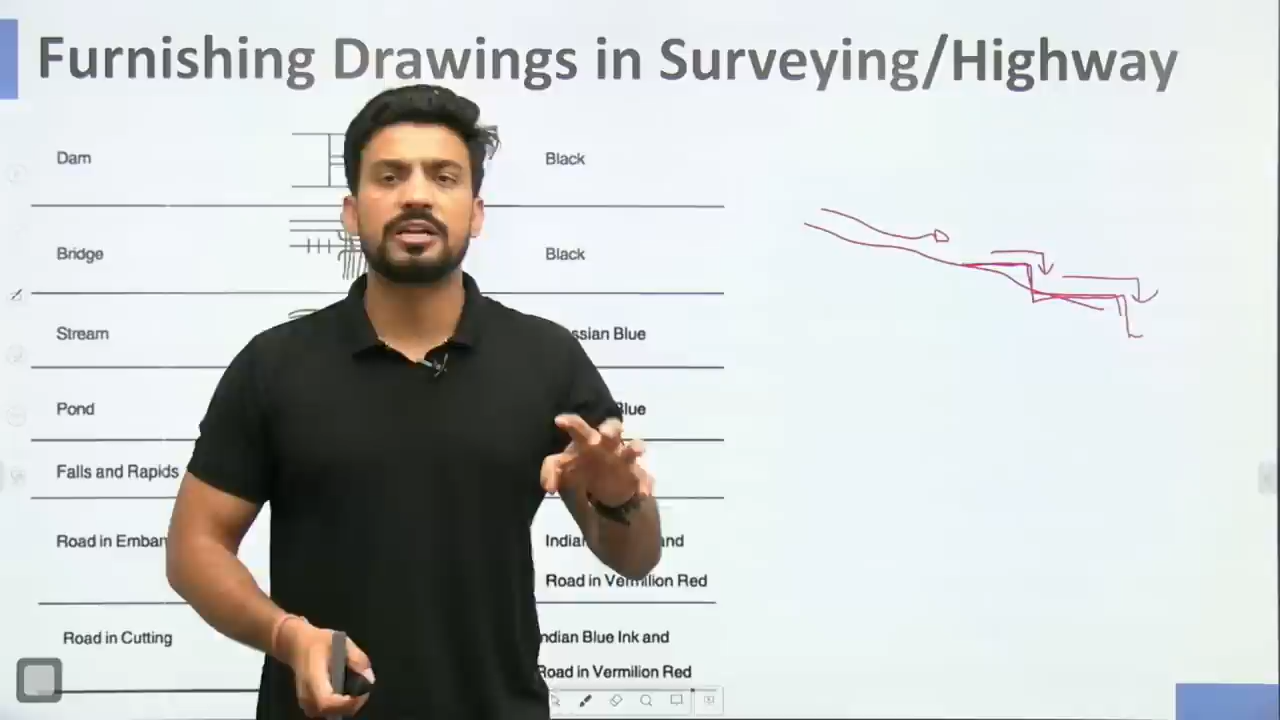 Furnishing Drawings in Surveying/Highway
Dam Black
Bridge Black
Stream ssian Blue
Pond Blue
Falls and Rapids
Road in Emban Indian and
Road in Vermilion Red
Road in Cutting ndian Blue Ink and
Road in Vermilion Red